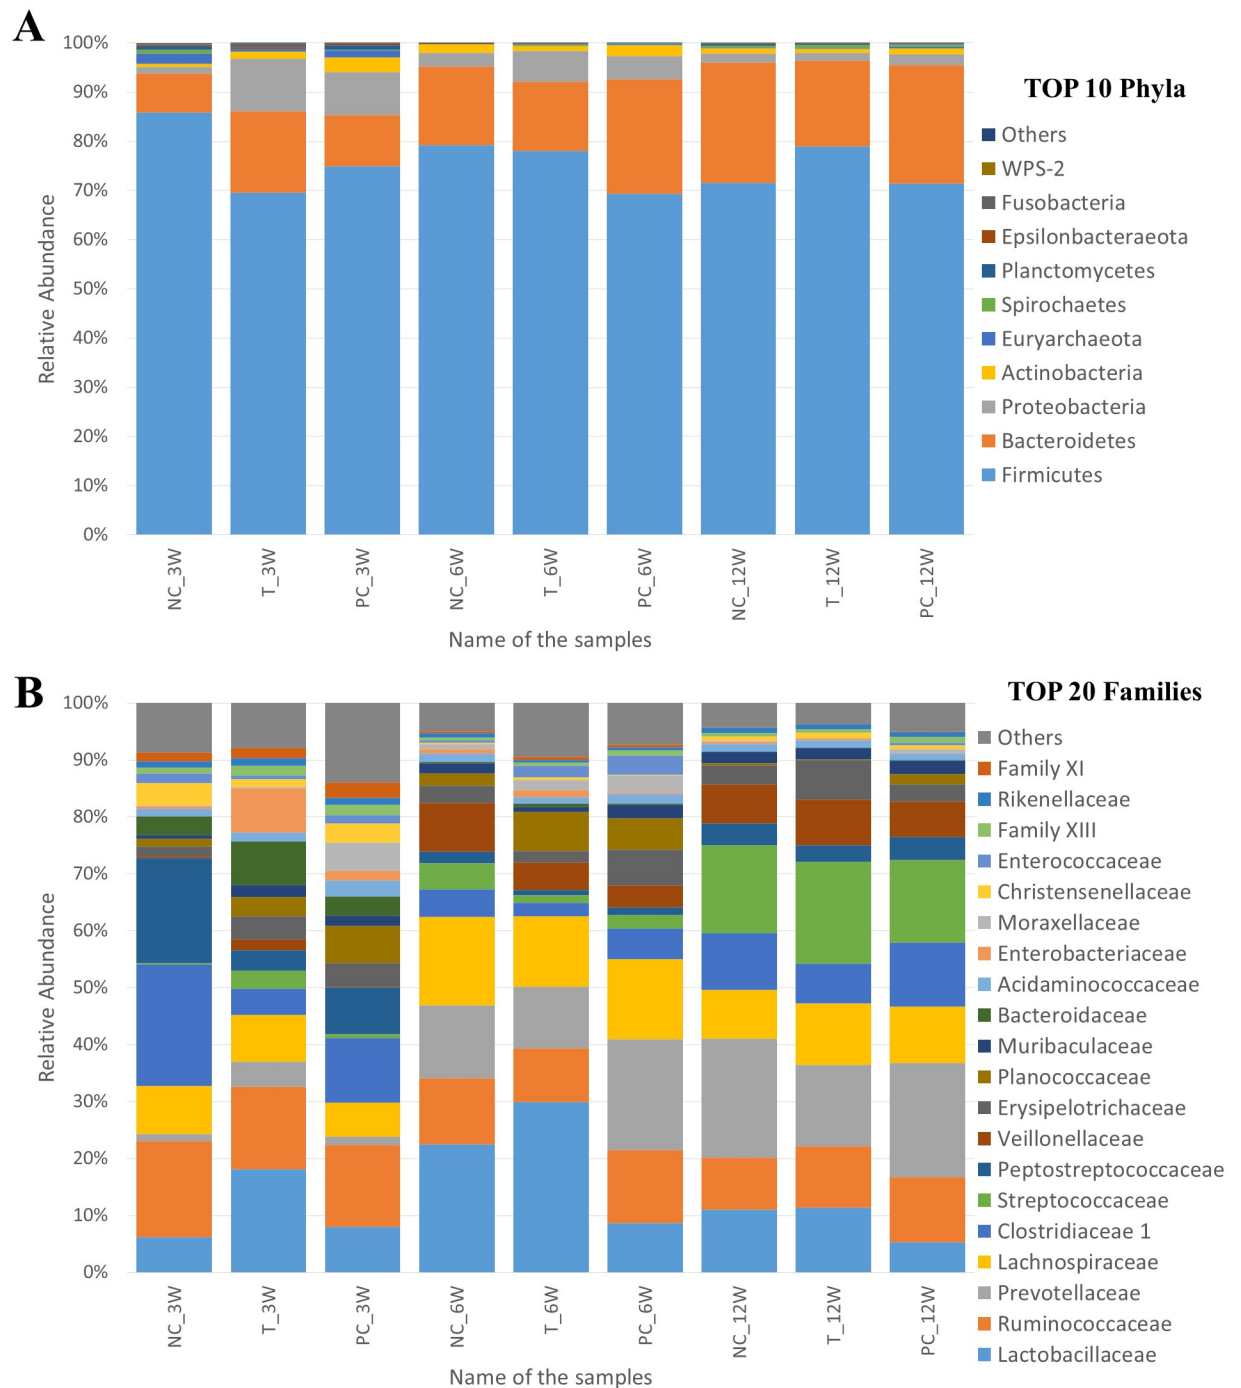 A
100%
90%
80%
70%
60%
50%
40%
30%
20%
10%
0%
Relative Abundance
NC_3W
T_3W
PC_3W
NC_6W
T_6W
PC_6W
NC_12W
T_12W
PC_12W
Name of the samples
TOP 10 Phyla
Others
WPS-2
Fusobacteria
Epsilonbacteraeota
Planctomycetes
Spirochaetes
Euryarchaeota
Actinobacteria
Proteobacteria
Bacteroidetes
Firmicutes
B
100%
90%
80%
70%
60%
50%
40%
30%
20%
10%
0%
Relative Abundance
NC_3W
T_3W
PC_3W
NC_6W
T_6W
PC_6W
NC_12W
T_12W
PC_12W
Name of the samples
TOP 20 Families
Others
Family XI
Rikenellaceae
Family XIII
Enterococcaceae
Christensenellaceae
Moraxellaceae
Enterobacteriaceae
Acidaminococcaceae
Bacteroidaceae
Muribaculaceae
Planococcaceae
Erysipelotrichaceae
Veillonellaceae
Peptostreptococcaceae
Streptococcaceae
Clostridiaceae 1
Lachnospiraceae
Prevotellaceae
Ruminococcaceae
Lactobacillaceae